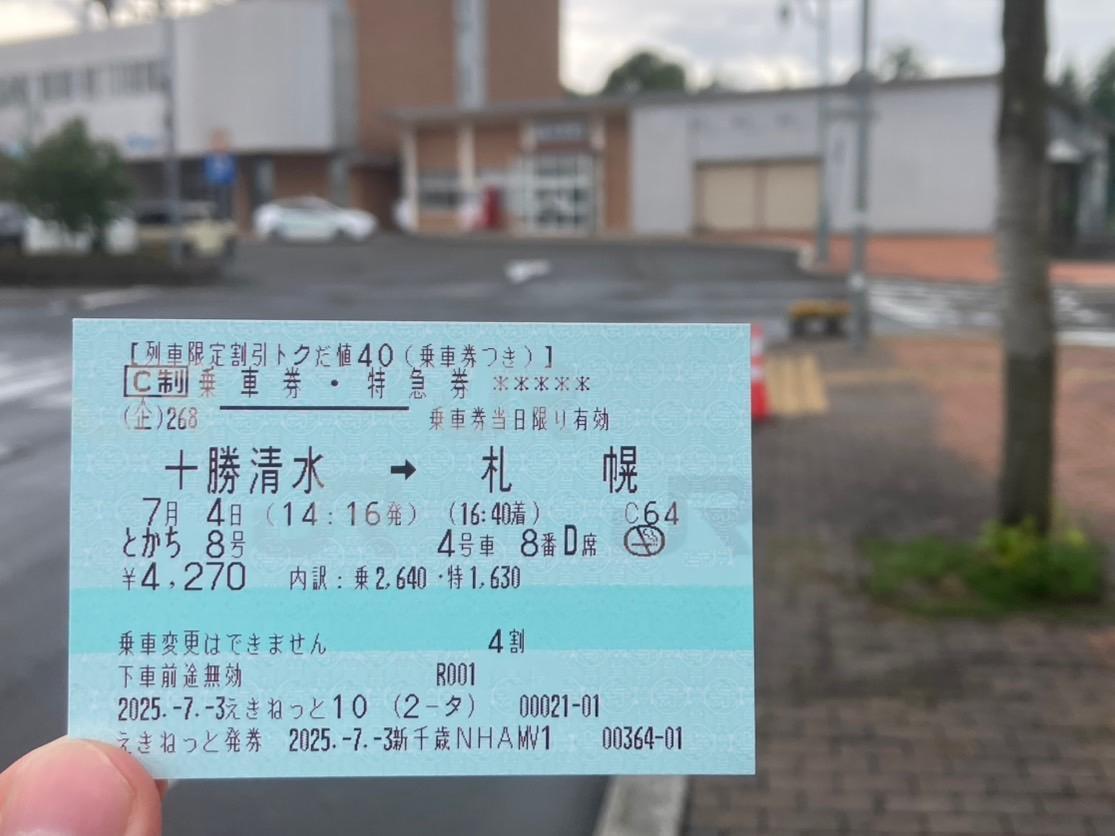 [列車限定割引トクだ値40(乗車券つき)]
C制 乗車券・特急券 *****
(企)268 乗車券当日限り有効
十勝清水 → 札幌
7月 4日 (14:16発) (16:40着) C64
とかち 8号 4号車 8番D席
¥4,270 内訳:乗2,640・特1,630
乗車変更はできません 4割
下車前途無効 R001
2025.-7.-3えきねっと10 (2-タ) 00021-01
えきねっと発券 2025.-7.-3新千歳NHAMV1 00364-01